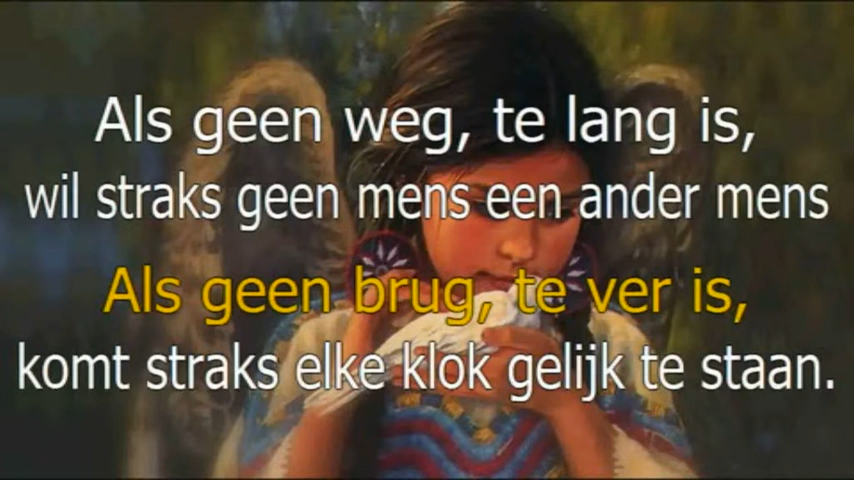 Als geen weg, te lang is,
wil straks geen mens een ander mens
Als geen brug, te ver is,
komt straks elke klok gelijk te staan.